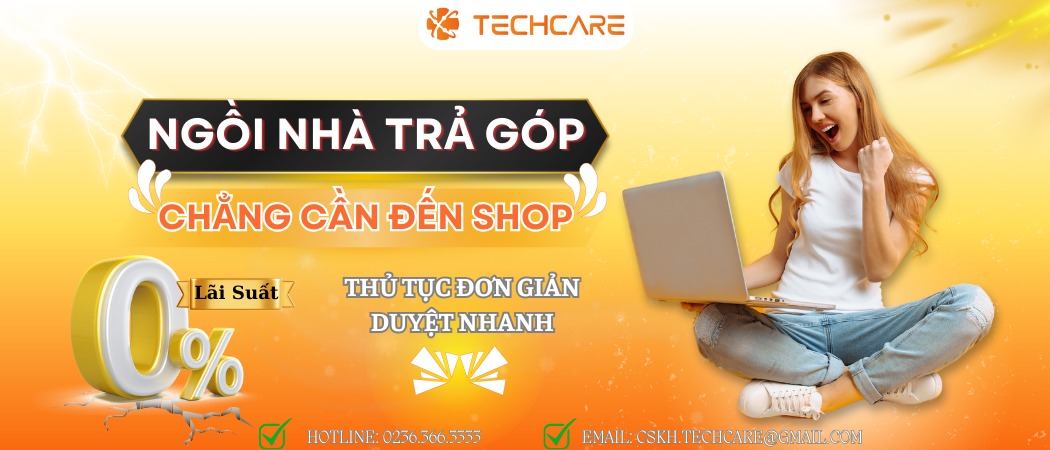 TECHCARE
NGỒI NHÀ TRẢ GÓP
CHẲNG CẦN ĐẾN SHOP
0%
Lãi Suất
THỦ TỤC ĐƠN GIẢN
DUYỆT NHANH
HOTLINE: 0236.366.3333
EMAIL: CSKH.TECHCARE@GMAIL.COM